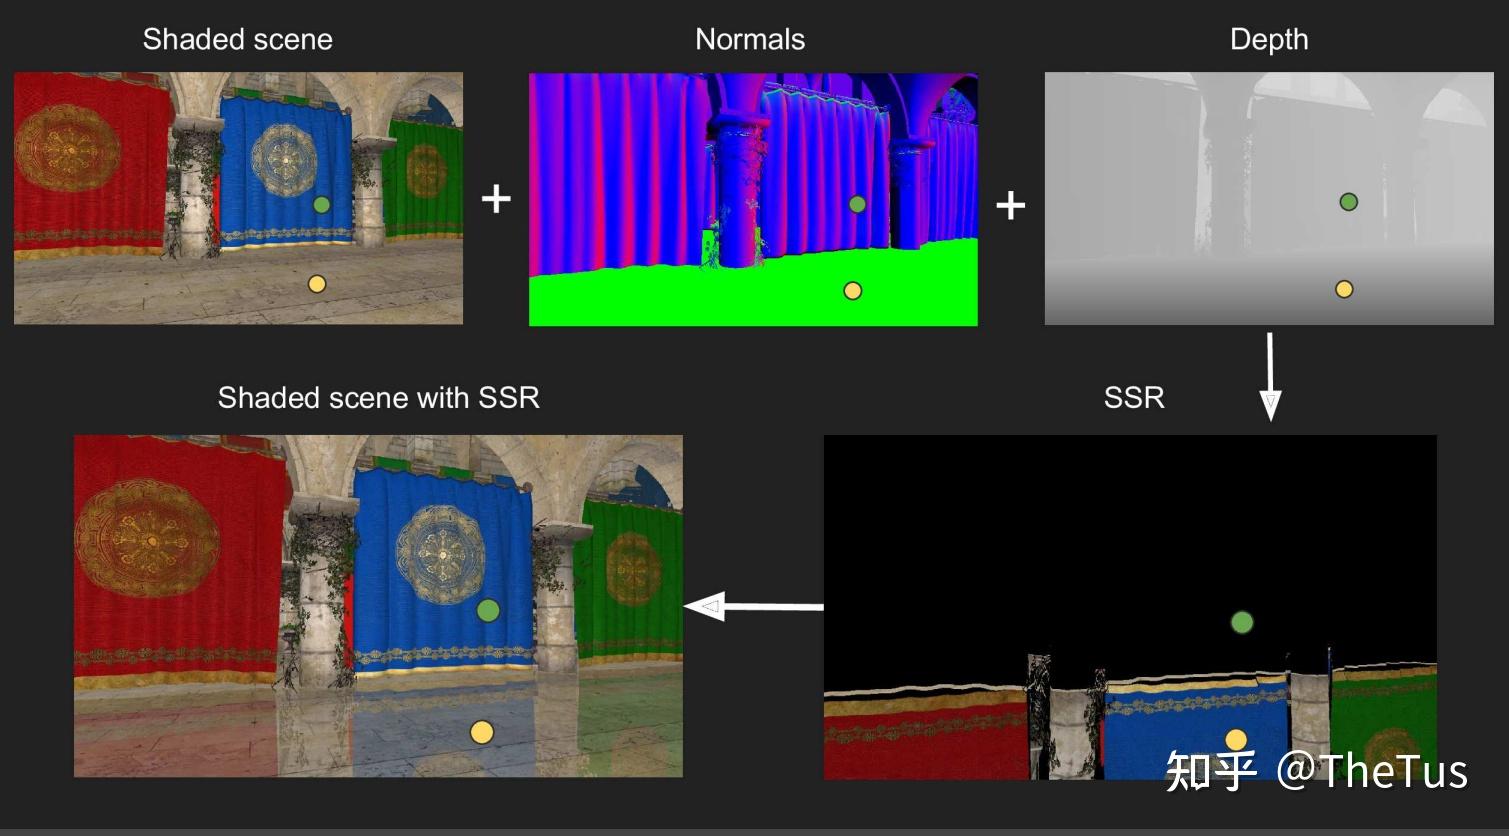 Shaded scene
Normals
Depth
+
+
Shaded scene with SSR
SSR
知乎 @TheTus